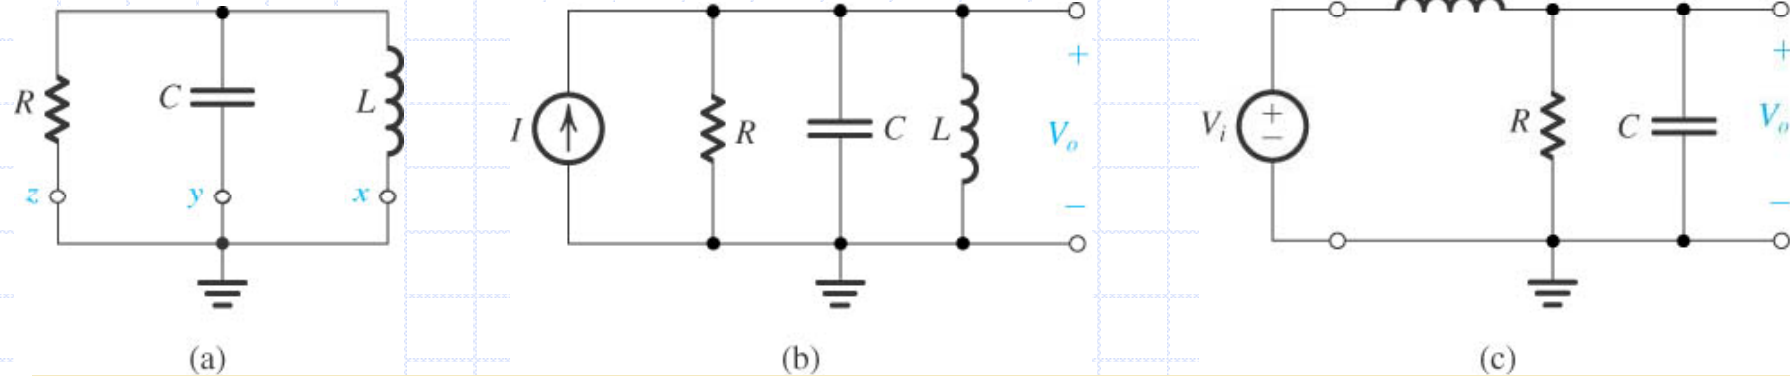 R C L
z y x
(a)
I R C L
+
V_o
−
(b)
V_i + − R C
+
V_o
−
(c)